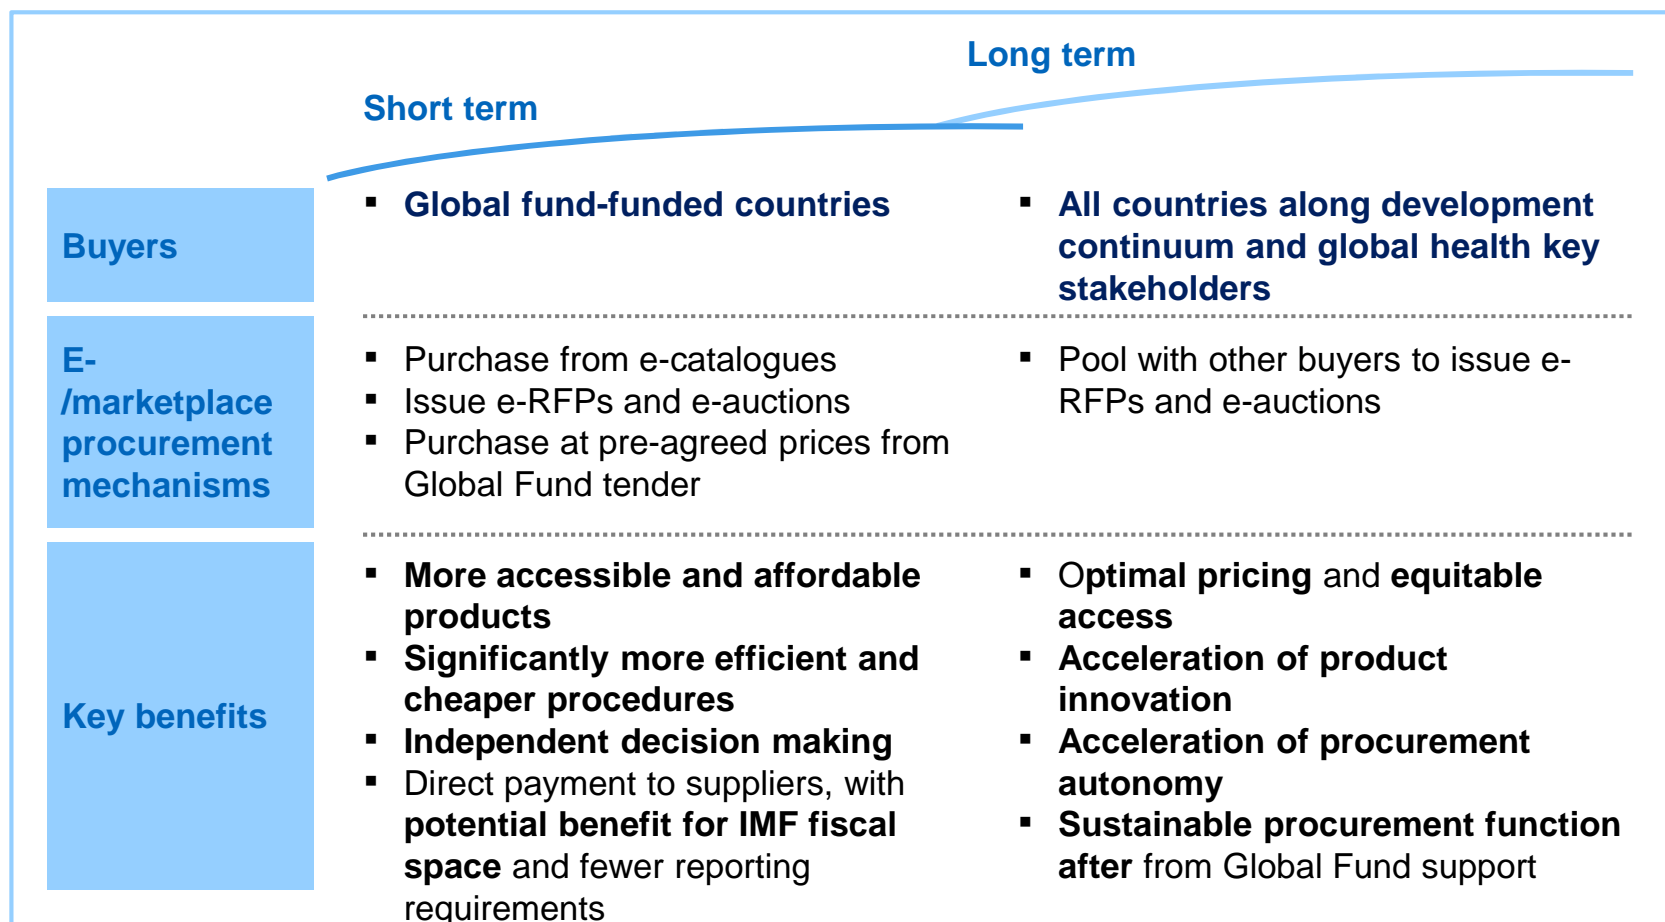 Long term
Short term
Buyers
▪ Global fund-funded countries
▪ All countries along development
continuum and global health key
stakeholders
E-
/marketplace
procurement
mechanisms
▪ Purchase from e-catalogues
▪ Issue e-RFPs and e-auctions
▪ Purchase at pre-agreed prices from
Global Fund tender
▪ Pool with other buyers to issue e-
RFPs and e-auctions
Key benefits
▪ More accessible and affordable
products
▪ Significantly more efficient and
cheaper procedures
▪ Independent decision making
▪ Direct payment to suppliers, with
potential benefit for IMF fiscal
space and fewer reporting
requirements
▪ Optimal pricing and equitable
access
▪ Acceleration of product
innovation
▪ Acceleration of procurement
autonomy
▪ Sustainable procurement function
after from Global Fund support